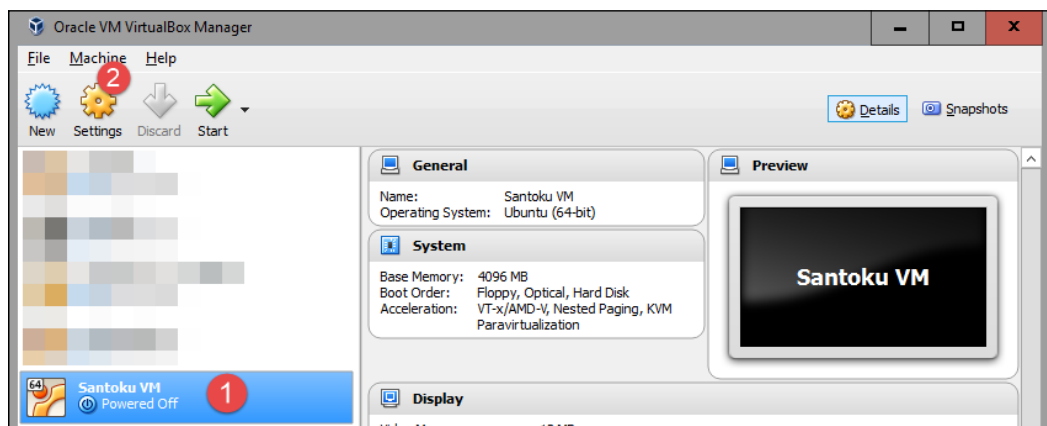 Oracle VM VirtualBox Manager
File Machine Help
2
New Settings Discard Start
Details Snapshots
General
Name: Santoku VM
Operating System: Ubuntu (64-bit)
System
Base Memory: 4096 MB
Boot Order: Floppy, Optical, Hard Disk
Acceleration: VT-x/AMD-V, Nested Paging, KVM
Paravirtualization
Preview
Santoku VM
64
Santoku VM
Powered Off
1
Display